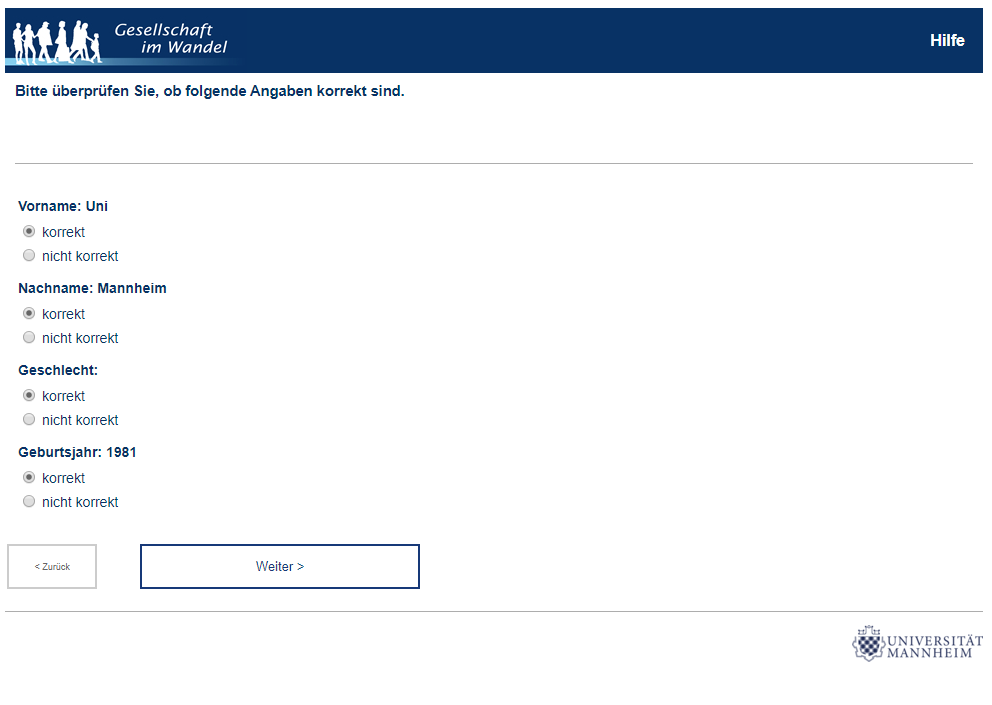 Gesellschaft
im Wandel
Hilfe
Bitte überprüfen Sie, ob folgende Angaben korrekt sind.
Vorname: Uni
korrekt
nicht korrekt
Nachname: Mannheim
korrekt
nicht korrekt
Geschlecht:
korrekt
nicht korrekt
Geburtsjahr: 1981
korrekt
nicht korrekt
< Zurück
Weiter >
UNIVERSITÄT
MANNHEIM